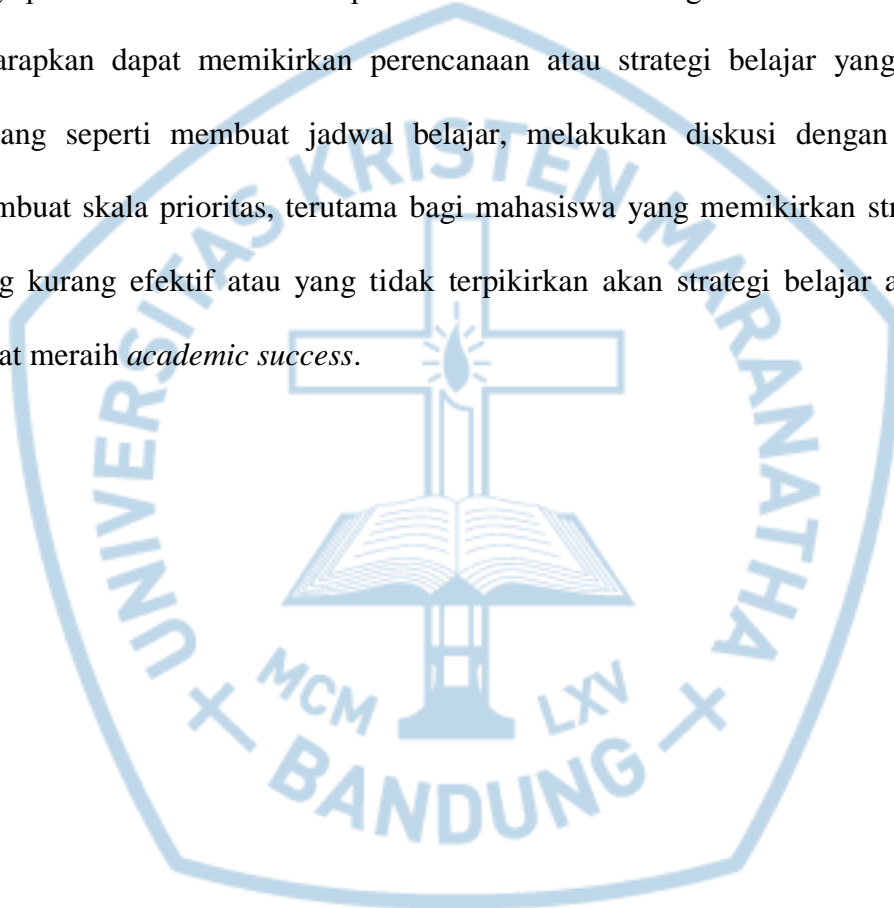 arapkan dapat memikirkan perencanaan atau strategi belajar yang
ang seperti membuat jadwal belajar, melakukan diskusi dengan
mbuat skala prioritas, terutama bagi mahasiswa yang memikirkan str
g kurang efektif atau yang tidak terpikirkan akan strategi belajar a
at meraih academic success.
UNIVERSITAS KRISTEN MARANATHA
MCM LXV
BANDUNG